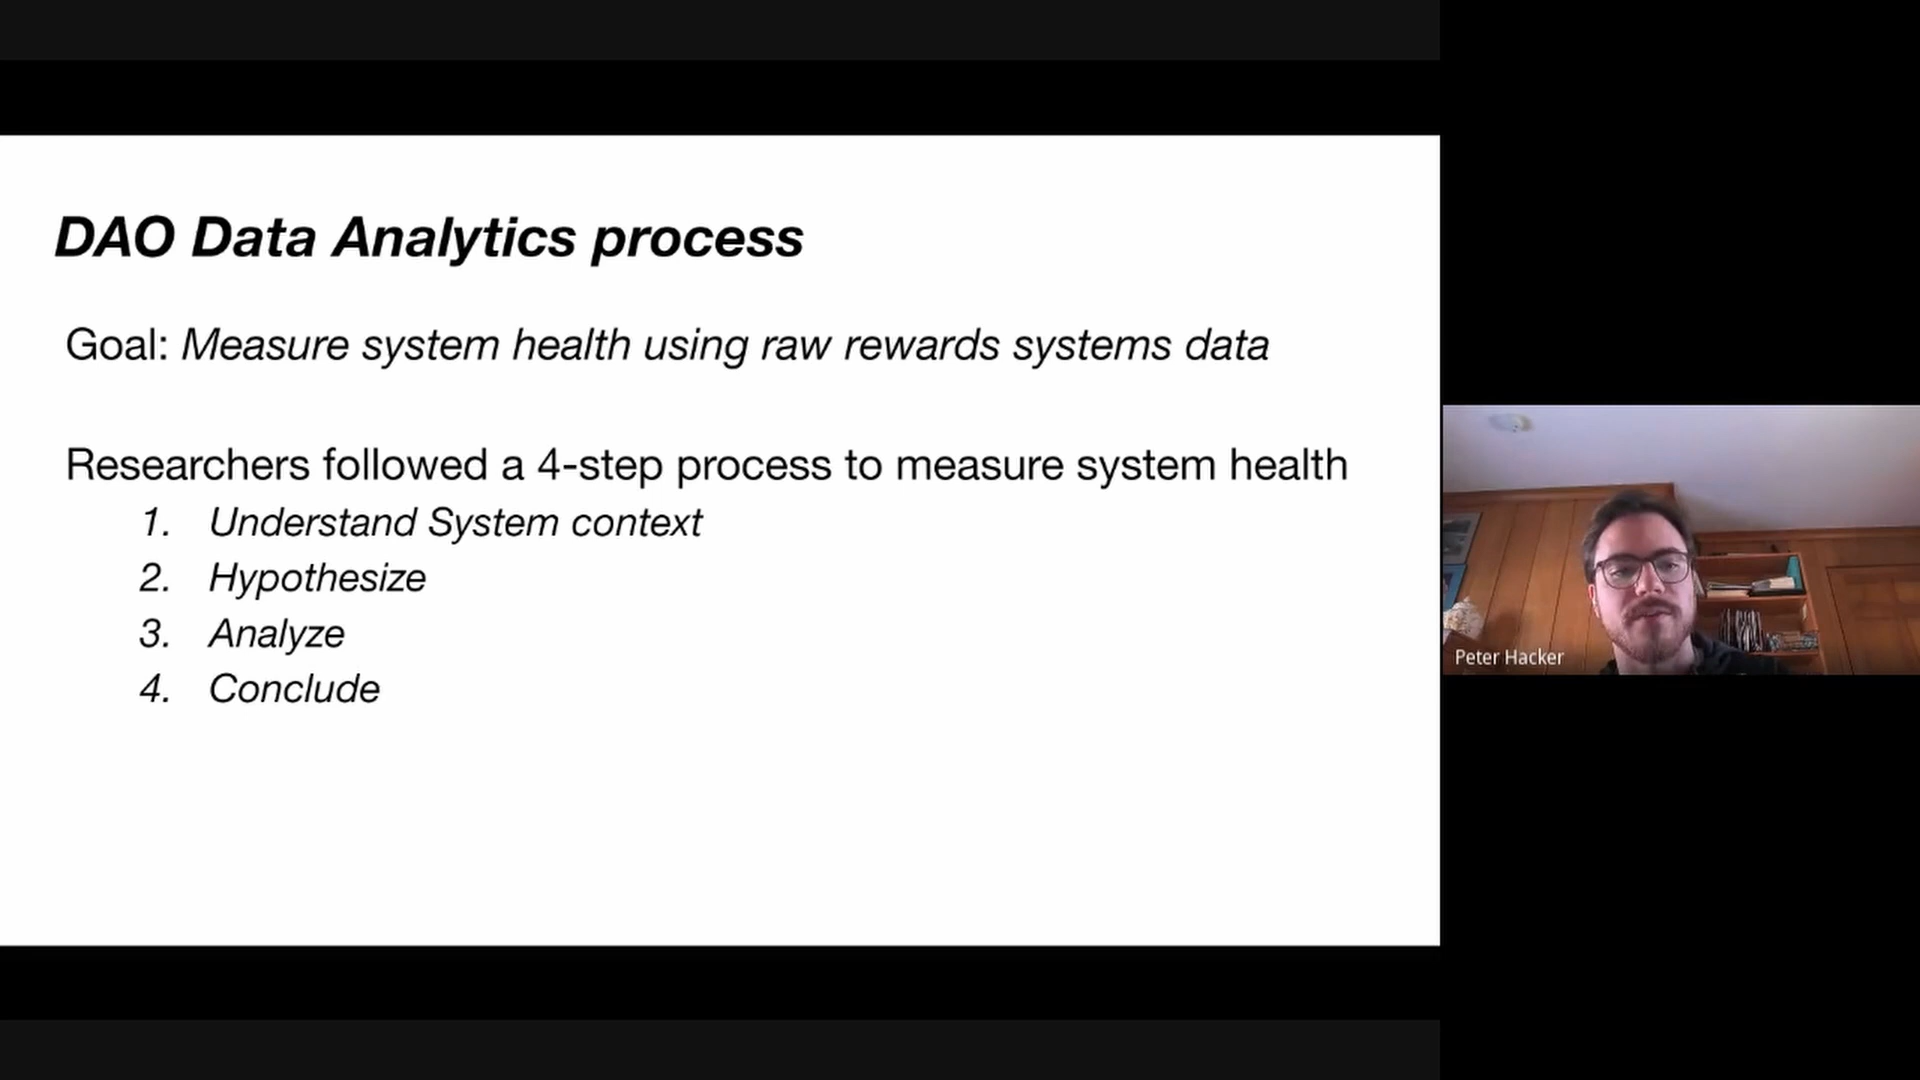 DAO Data Analytics process
Goal: Measure system health using raw rewards systems data
Researchers followed a 4-step process to measure system health
1. Understand System context
2. Hypothesize
3. Analyze
4. Conclude
Peter Hacker